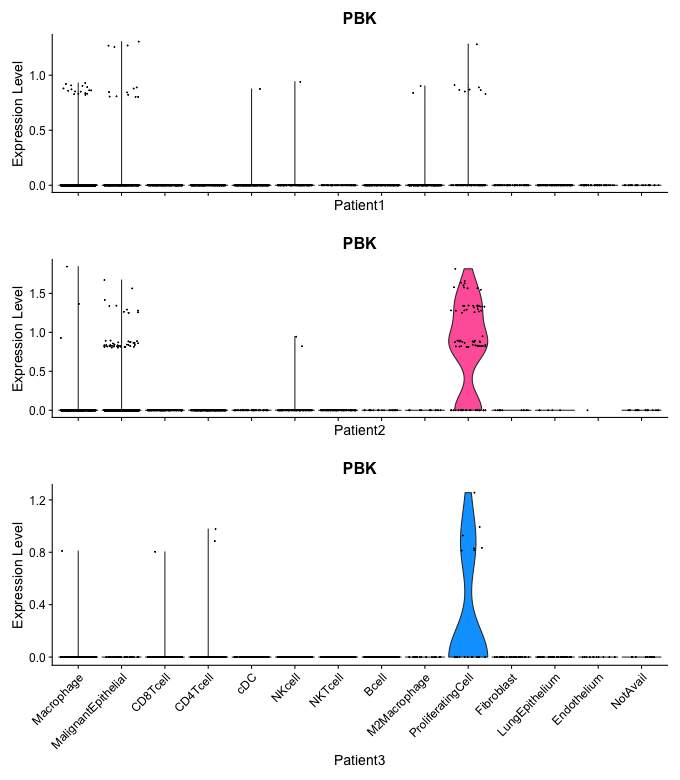 PBK
Expression Level
1.0
0.5
0.0
Patient1
PBK
Expression Level
1.5
1.0
0.5
0.0
Patient2
PBK
Expression Level
1.2
0.8
0.4
0.0
Macrophage
MalignantEpithelial
CD8Tcell
CD4Tcell
cDC
NKcell
NKTcell
Bcell
M2Macrophage
ProliferatingCell
Fibroblast
LungEpithelium
Endothelium
NotAvail
Patient3